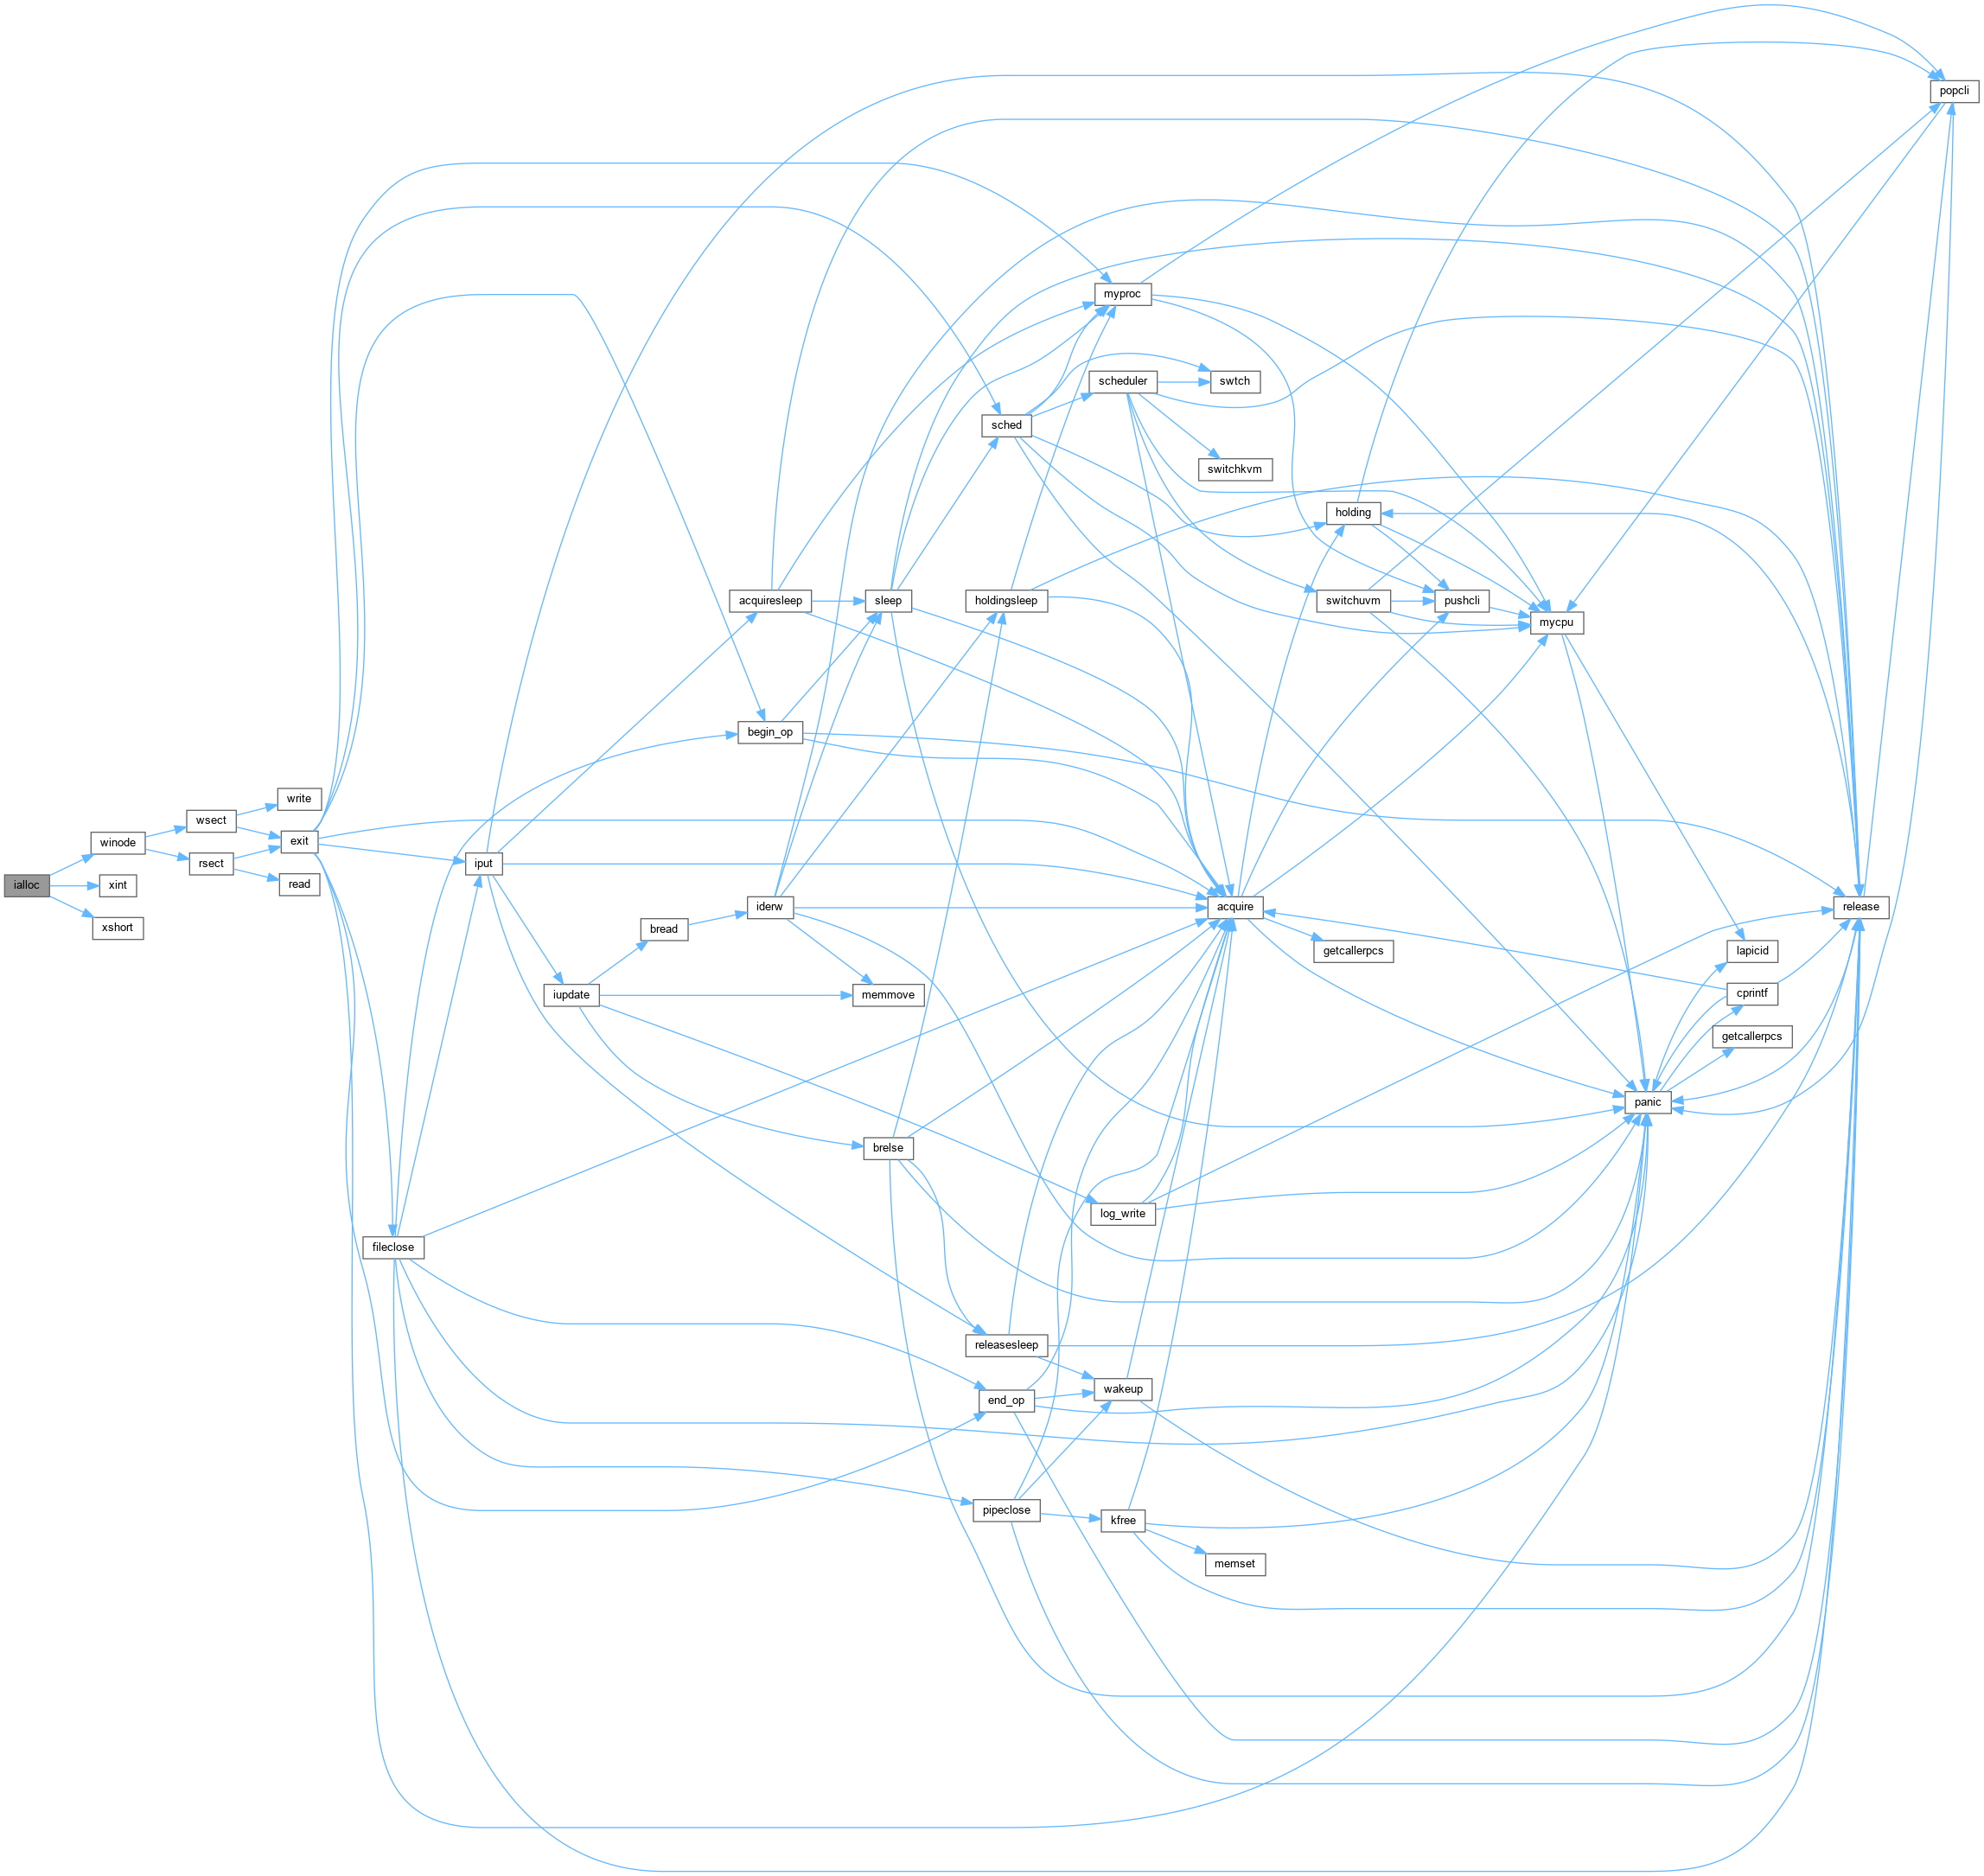 popcli
myproc
scheduler
swtch
sched
switchkvm
holding
acquiresleep
sleep
holdingsleep
switchuvm
pushcli
mycpu
begin_op
write
wsect
winode
exit
rsect
iput
ialloc
xint
read
xshort
iderw
acquire
release
bread
getcallerpcs
lapicid
iupdate
memmove
cprintf
getcallerpcs
panic
brelse
log_write
fileclose
releasesleep
wakeup
end_op
pipeclose
kfree
memset